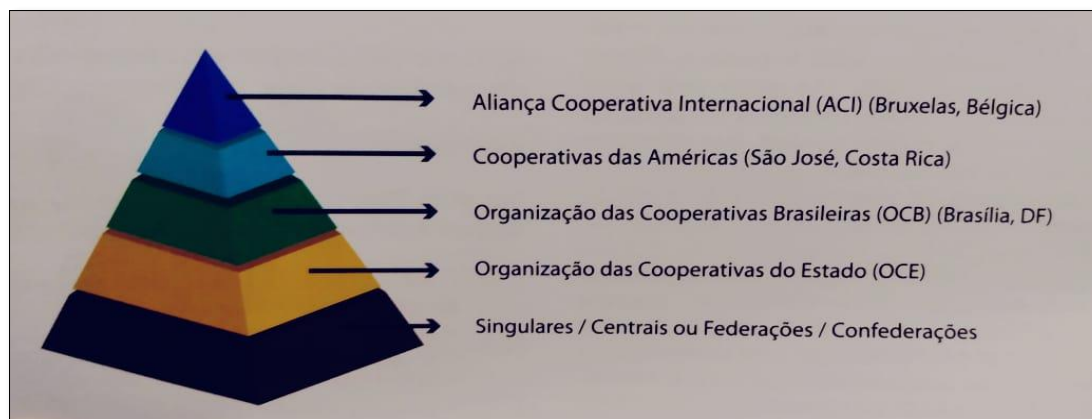 Aliança Cooperativa Internacional (ACI) (Bruxelas, Bélgica)
Cooperativas das Américas (São José, Costa Rica)
Organização das Cooperativas Brasileiras (OCB) (Brasília, DF)
Organização das Cooperativas do Estado (OCE)
Singulares / Centrais ou Federações / Confederações